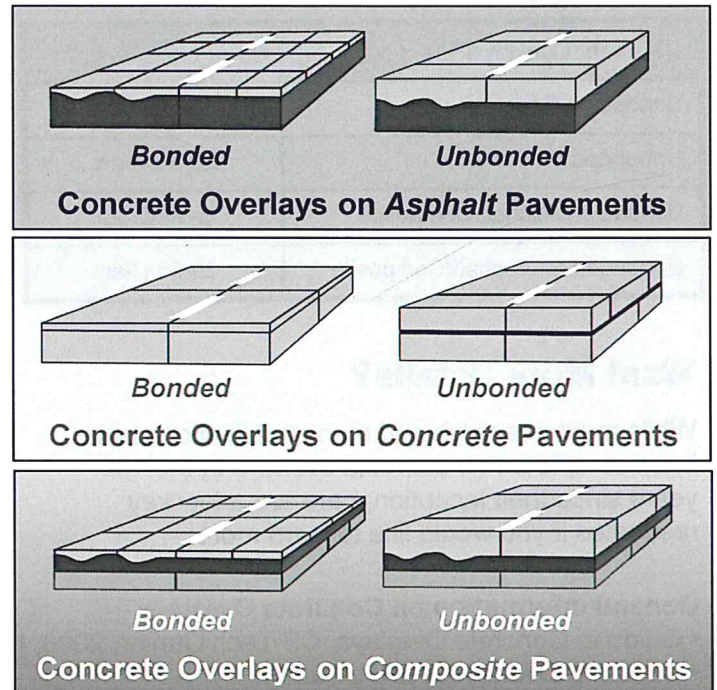 Bonded Unbonded
Concrete Overlays on Asphalt Pavements
Bonded Unbonded
Concrete Overlays on Concrete Pavements
Bonded Unbonded
Concrete Overlays on Composite Pavements